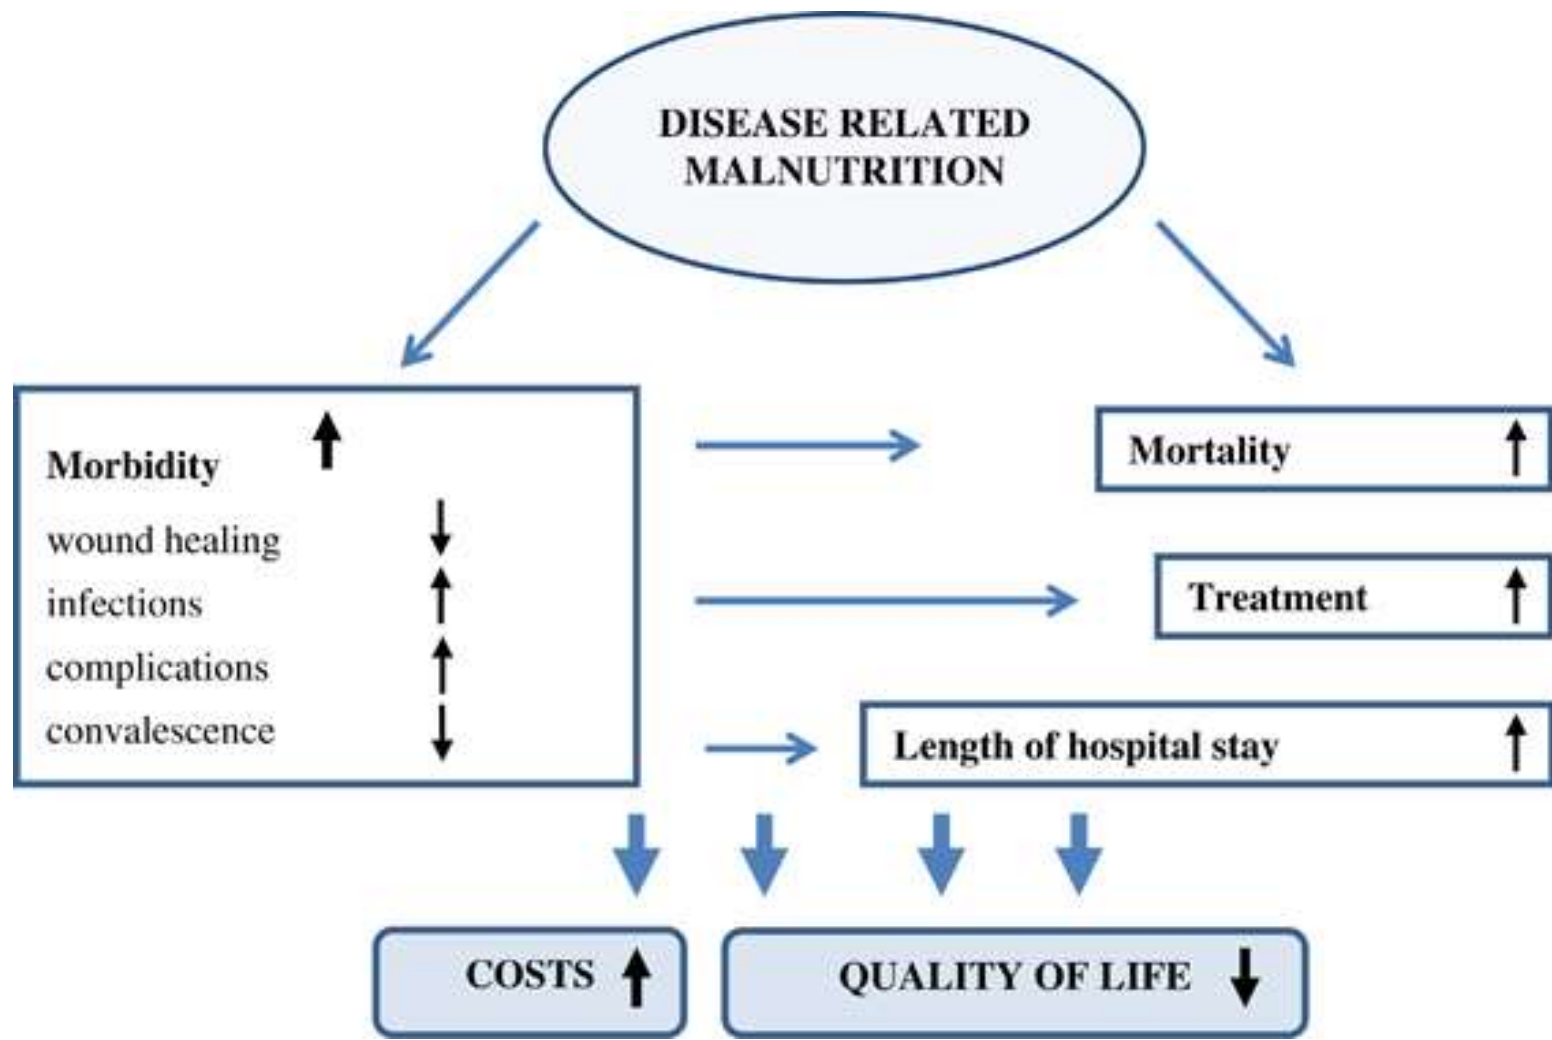 DISEASE RELATED
MALNUTRITION
Morbidity
wound healing
infections
complications
convalescence
Mortality
Treatment
Length of hospital stay
COSTS
QUALITY OF LIFE